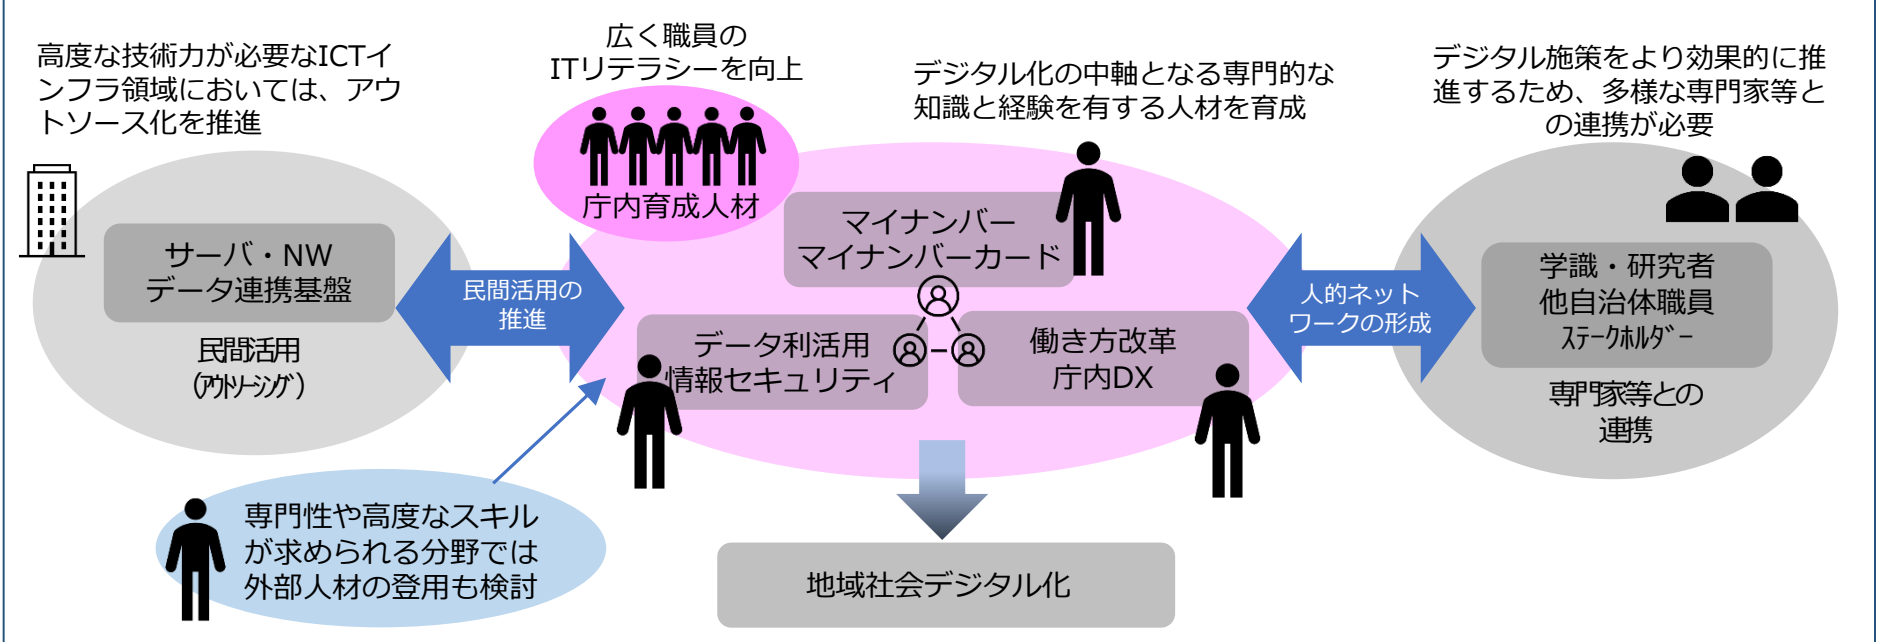 高度な技術力が必要なICTイ
ンフラ領域においては、アウ
トソース化を推進
サーバ・NW
データ連携基盤
民間活用
(ｱｳﾄｿｰｼﾝｸﾞ)
民間活用の
推進
広く職員の
ITリテラシーを向上
庁内育成人材
デジタル化の中軸となる専門的な
知識と経験を有する人材を育成
マイナンバー
マイナンバーカード
データ利活用
情報セキュリティ
働き方改革
庁内DX
人的ネット
ワークの形成
デジタル施策をより効果的に推
進するため、多様な専門家等と
の連携が必要
学識・研究者
他自治体職員
ｽﾃｰｸﾎﾙﾀﾞｰ
専門家等との
連携
専門性や高度なスキル
が求められる分野では
外部人材の登用も検討
地域社会デジタル化